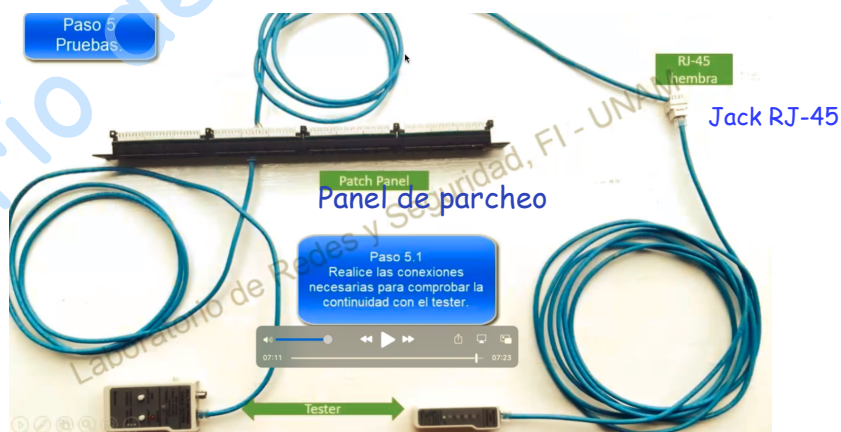 Paso 5
Pruebas.
RJ-45
hembra
Jack RJ-45
Patch Panel
Panel de parcheo
Laboratorio de Redes y Seguridad, FI - UNAM
Paso 5.1
Realice las conexiones
necesarias para comprobar la
continuidad con el tester.
07:11
07:23
Tester